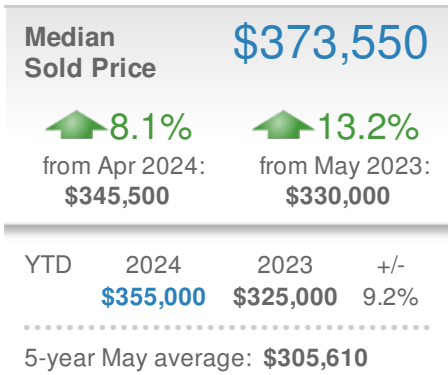 Median $373,550
Sold Price
8.1% 13.2%
from Apr 2024: from May 2023:
$345,500 $330,000
YTD 2024 2023 +/-
$355,000 $325,000 9.2%
5-year May average: $305,610